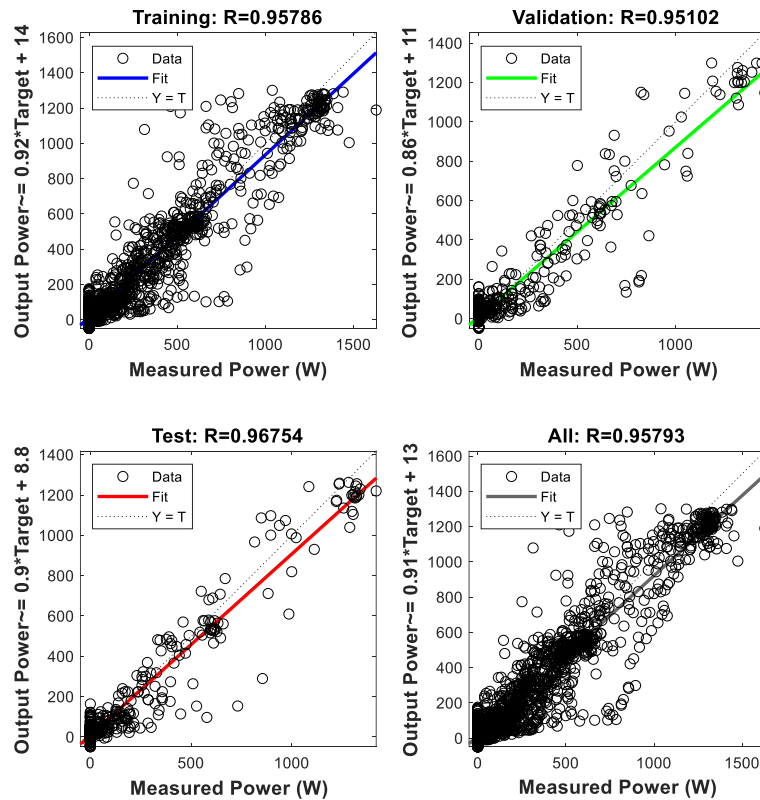 Training: R=0.95786
Output Power~= 0.92*Target + 14
1600
1400
1200
1000
800
600
400
200
0
Data
Fit
Y = T
0
500
1000
1500
Measured Power (W)
Validation: R=0.95102
Output Power~= 0.86*Target + 11
1400
1200
1000
800
600
400
200
0
Data
Fit
Y = T
0
500
1000
Measured Power (W)
Test: R=0.96754
Output Power~= 0.9*Target + 8.8
1400
1200
1000
800
600
400
200
0
Data
Fit
Y = T
0
500
1000
Measured Power (W)
All: R=0.95793
Output Power~= 0.91*Target + 13
1600
1400
1200
1000
800
600
400
200
0
Data
Fit
Y = T
0
500
1000
1500
Measured Power (W)